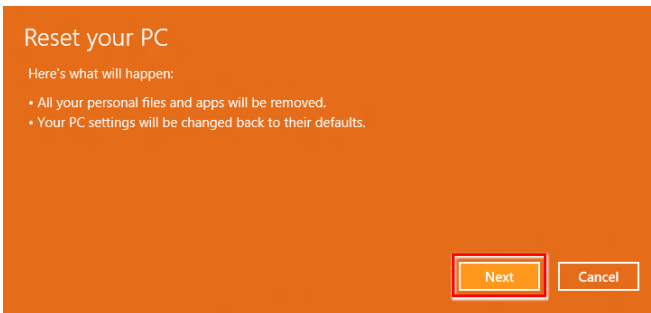 Reset your PC
Here's what will happen:
• All your personal files and apps will be removed.
• Your PC settings will be changed back to their defaults.
Next Cancel